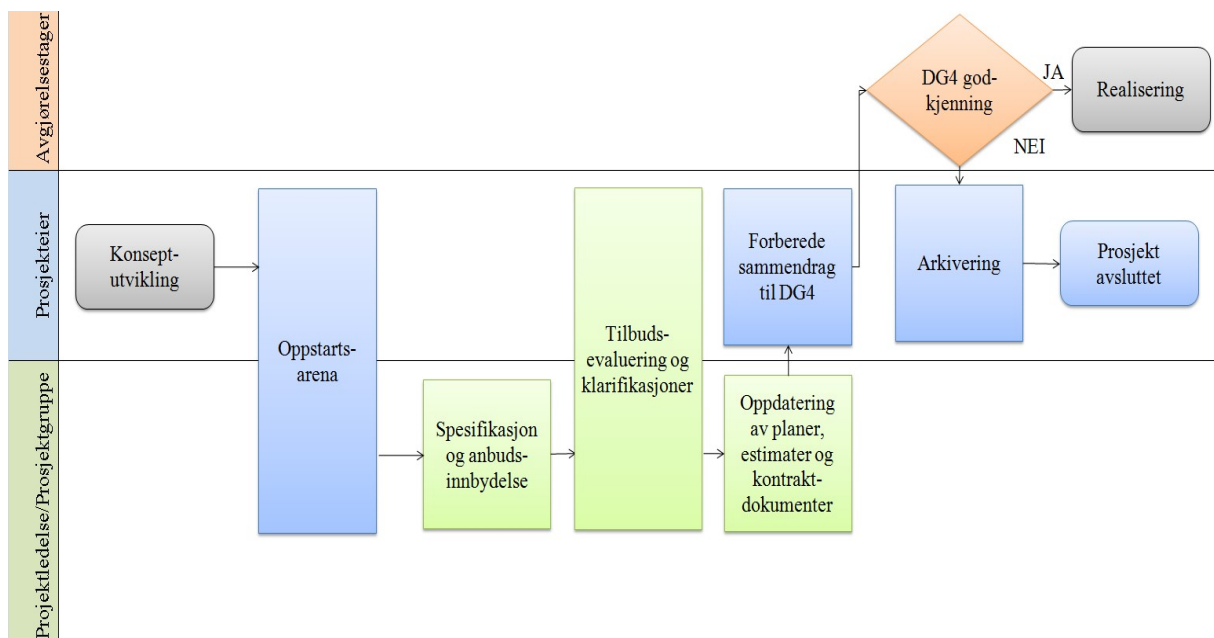 Avgjørelsestager
DG4 god-
kjenning
JA
Realisering
NEI
Prosjekteier
Konsept-
utvikling
Oppstarts-
arena
Tilbuds-
evaluering og
klarifikasjoner
Forberede
sammendrag
til DG4
Arkivering
Prosjekt
avsluttet
Projektledelse/Prosjektgruppe
Spesifikasjon
og anbuds-
innbydelse
Oppdatering
av planer,
estimater og
kontrakt-
dokumenter